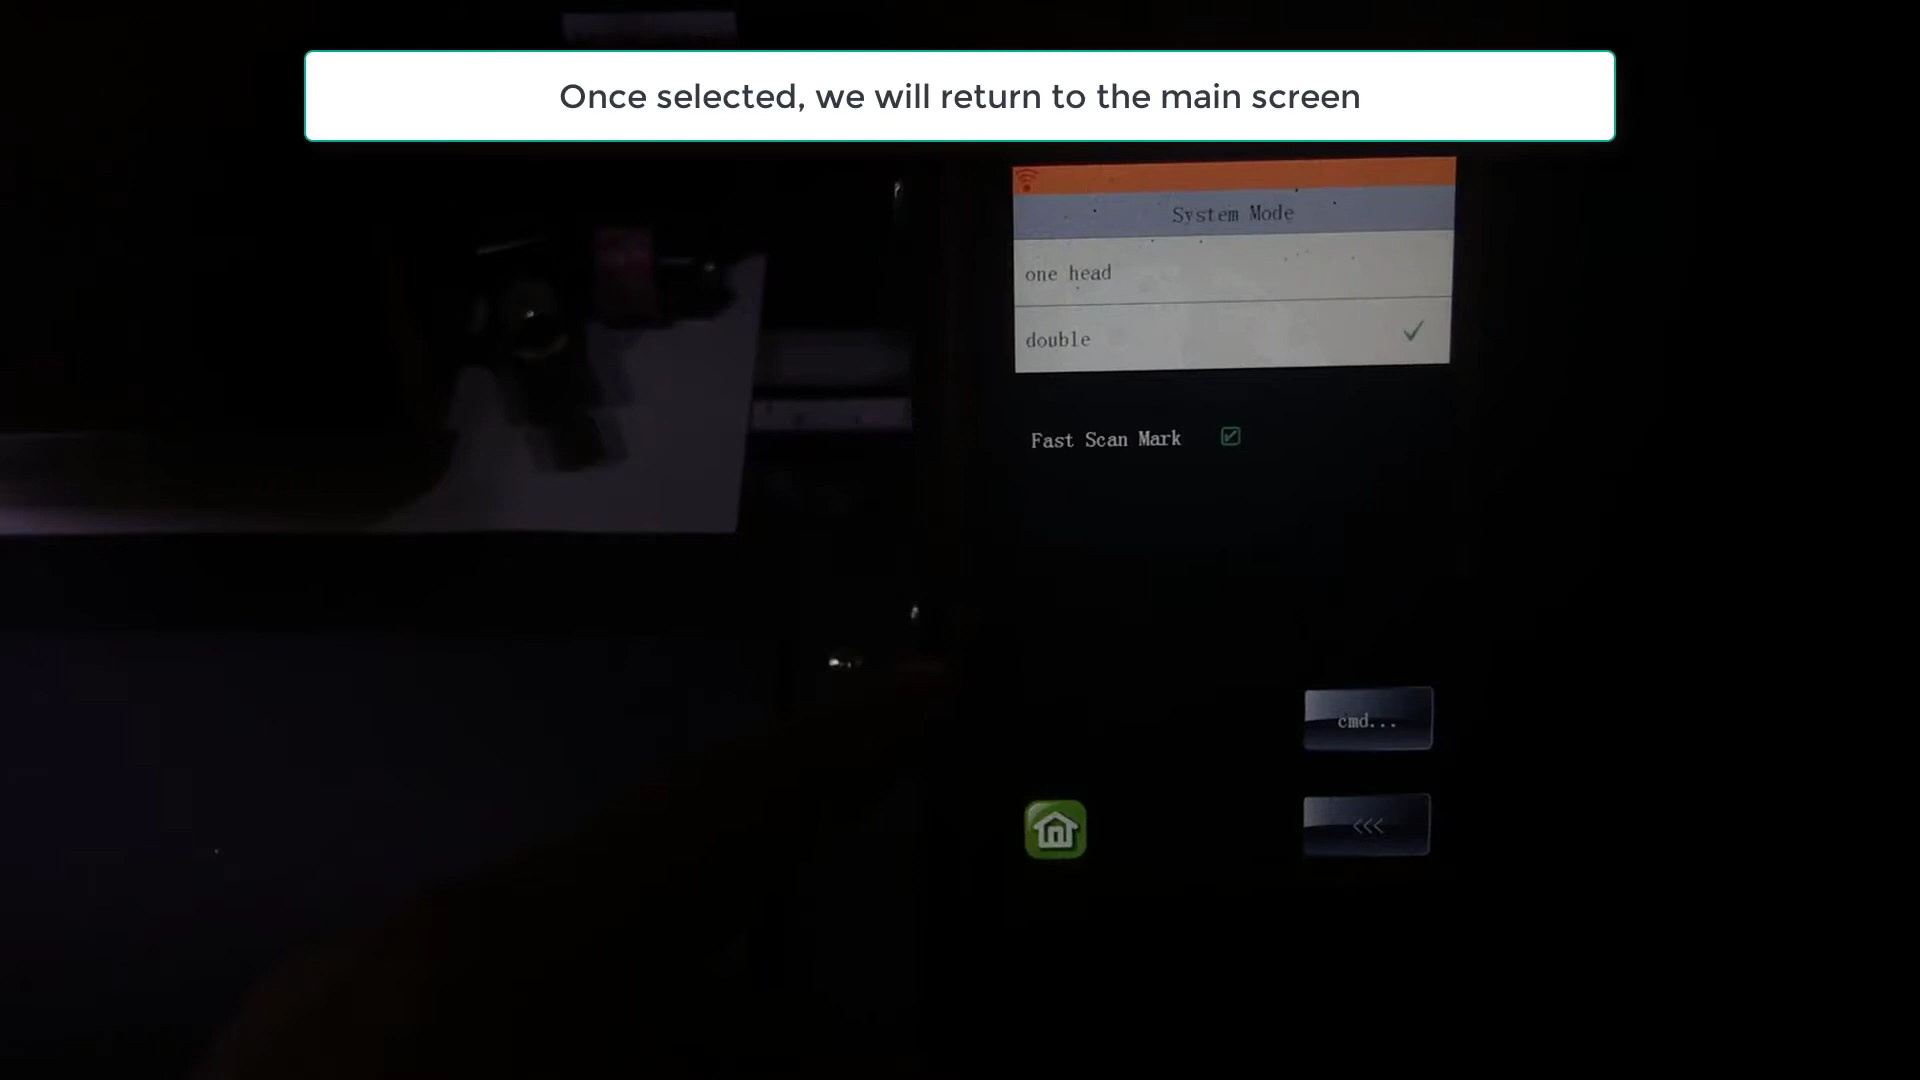 Once selected, we will return to the main screen
System Mode
one head
double
Fast Scan Mark
cmd...
<<<